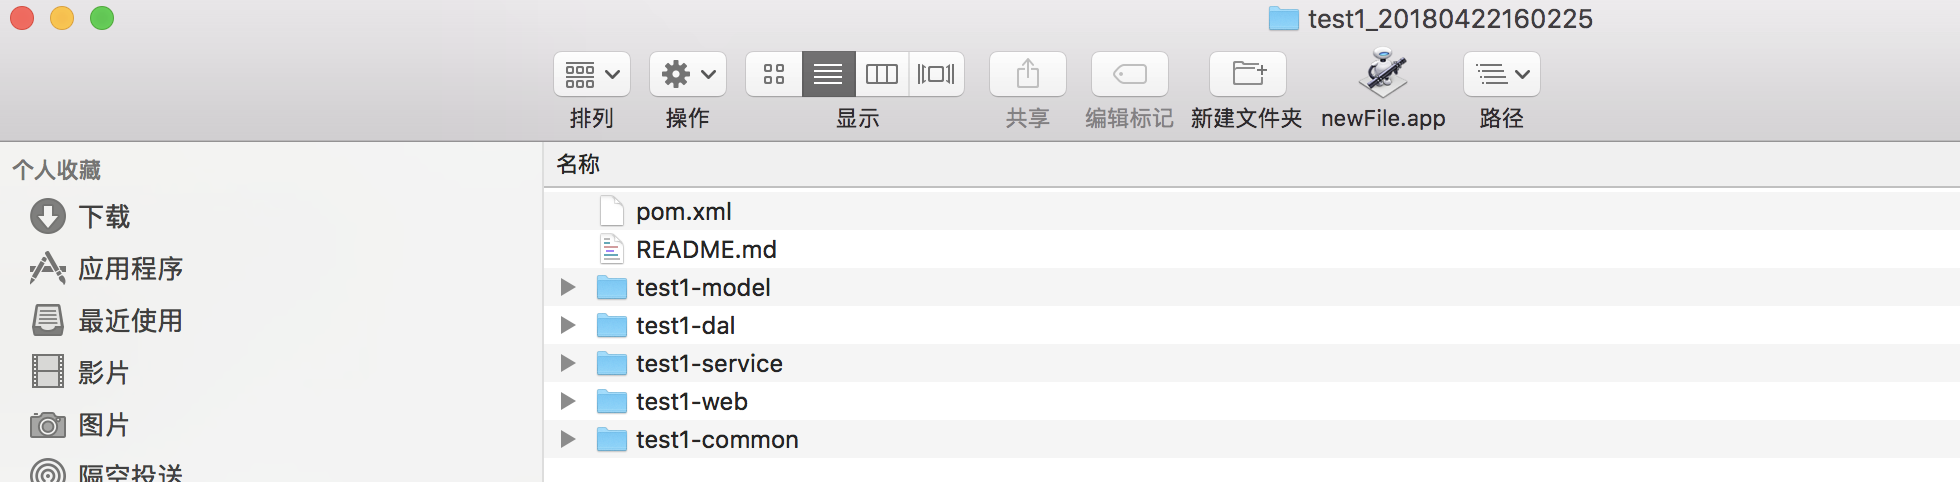 test1_20180422160225
排列
操作
显示
共享
编辑标记
新建文件夹
newFile.app
路径
个人收藏
下载
应用程序
最近使用
影片
图片
隔空投送
名称
pom.xml
README.md
test1-model
test1-dal
test1-service
test1-web
test1-common